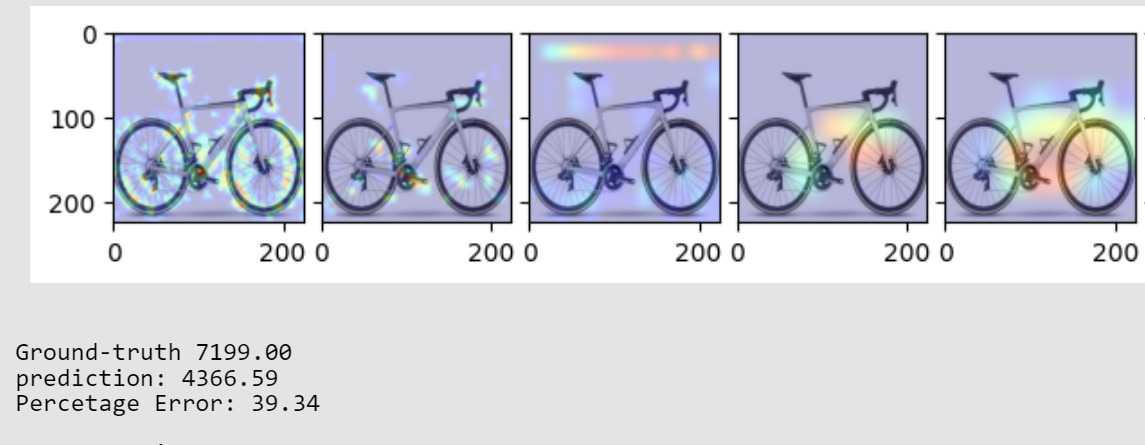 0
100
200
0 200 0 200 0 200 0 200 0 200
Ground-truth 7199.00
prediction: 4366.59
Percetage Error: 39.34